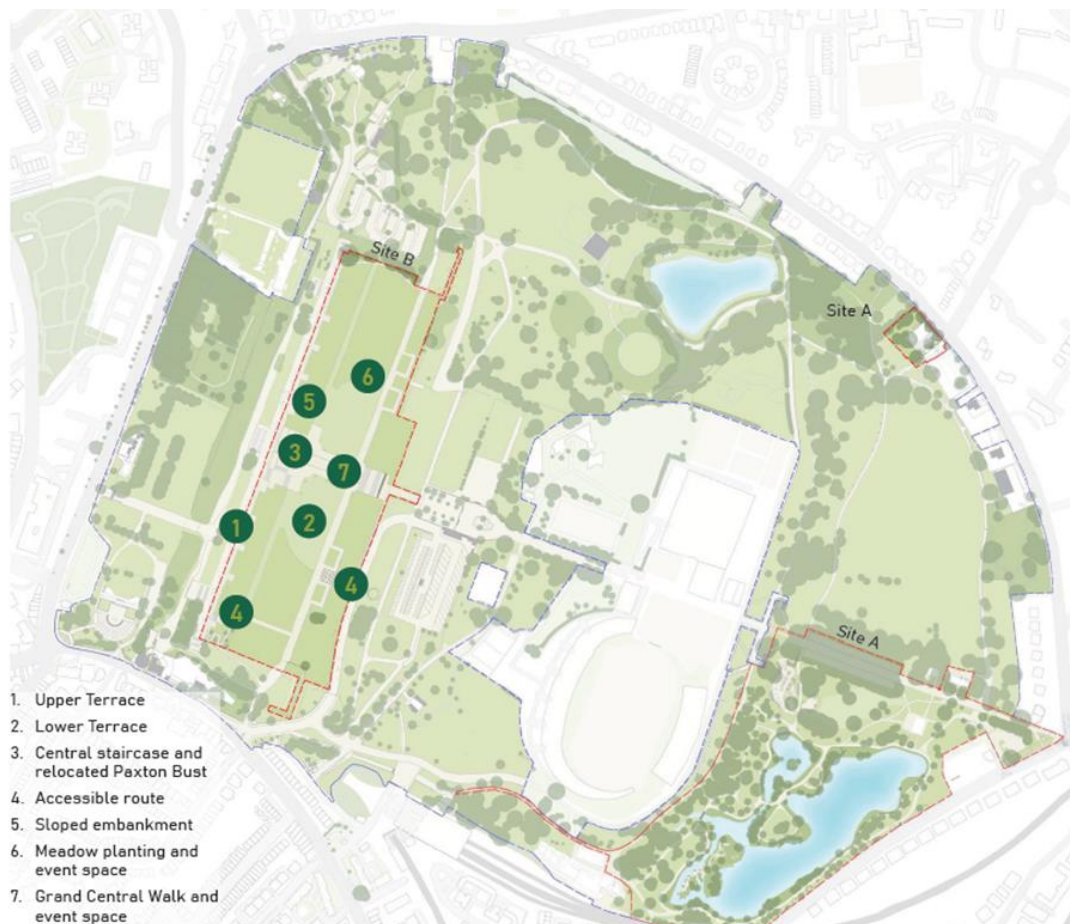 Site B
Site A
6
5
3
7
1
2
4
4
Site A
1. Upper Terrace
2. Lower Terrace
3. Central staircase and
relocated Paxton Bust
4. Accessible route
5. Sloped embankment
6. Meadow planting and
event space
7. Grand Central Walk and
event space